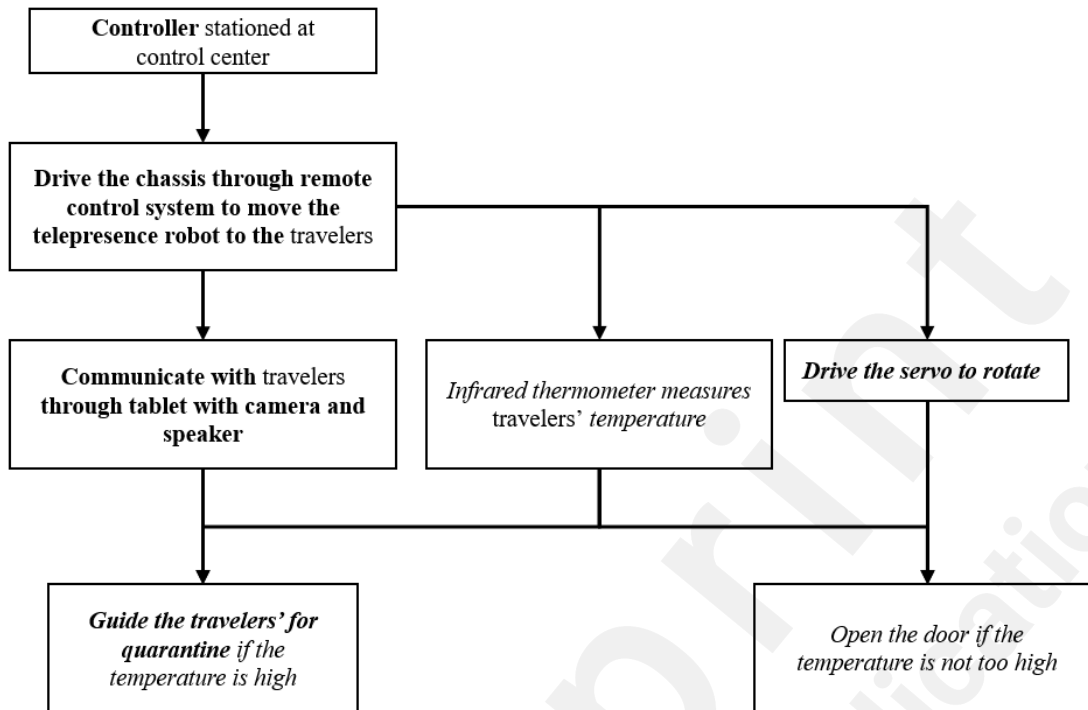 Controller stationed at
control center
Drive the chassis through remote
control system to move the
telepresence robot to the travelers
Communicate with travelers
through tablet with camera and
speaker
Infrared thermometer measures
travelers’ temperature
Drive the servo to rotate
Guide the travelers’ for
quarantine if the
temperature is high
Open the door if the
temperature is not too high